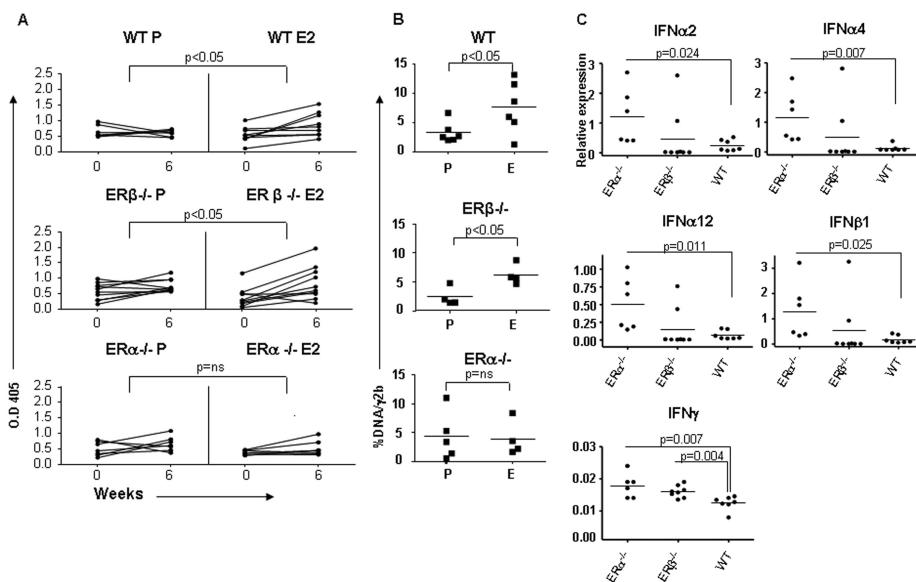 A
WT P
WT E2
p<0.05
2.5
2.0
1.5
1.0
0.5
0.0
0
6
0
6
ERβ-/- P
ER β -/- E2
p<0.05
2.5
2.0
1.5
1.0
0.5
0.0
0
6
0
6
ERα-/- P
ERα -/- E2
p=ns
2.5
2.0
1.5
1.0
0.5
0.0
0
6
0
6
O.D 405
Weeks
B
WT
p<0.05
15
10
5
0
P
E
ERβ-/-
p<0.05
15
10
5
0
P
E
ERα-/-
p=ns
15
10
5
0
P
E
%DNA/γ2b
C
IFNα2
p=0.024
Relative expression
3
2
1
0
ERα-/-
ERβ-/-
WT
IFNα4
p=0.007
3
2
1
0
ERα-/-
ERβ-/-
WT
IFNα12
p=0.011
1.00
0.75
0.50
0.25
0.00
ERα-/-
ERβ-/-
WT
IFNβ1
p=0.025
3
2
1
0
ERα-/-
ERβ-/-
WT
IFNγ
p=0.007
p=0.004
0.03
0.02
0.01
0.00
ERα-/-
ERβ-/-
WT